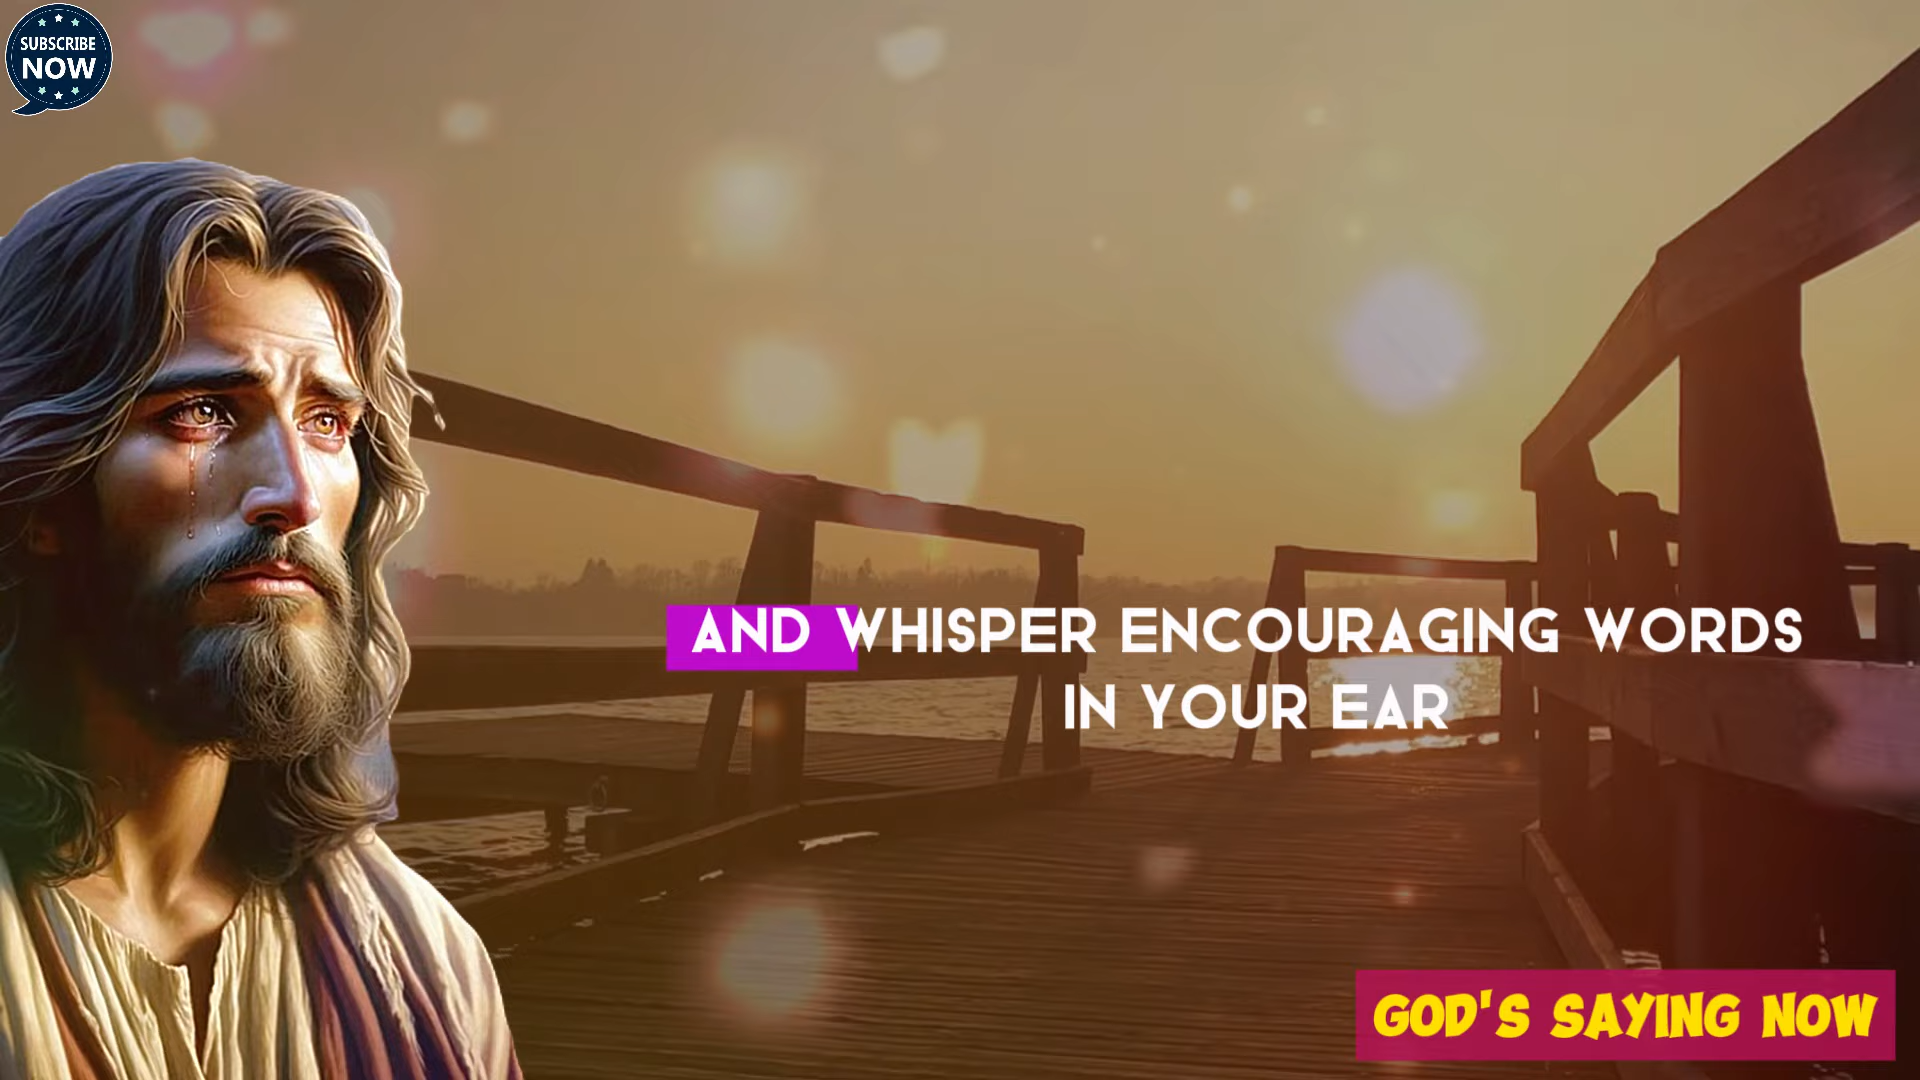 SUBSCRIBE
NOW
AND WHISPER ENCOURAGING WORDS
IN YOUR EAR
GOD'S SAYING NOW